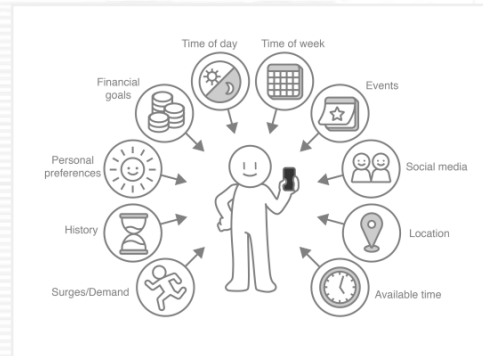 Time of day
Time of week
Financial
goals
Events
Personal
preferences
Social media
History
Location
Surges/Demand
Available time